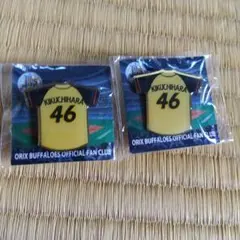 KIKUCHIHARA
46
ORIX BUFFALOES OFFICIAL FAN CLUB
KIKUCHIHARA
46
ORIX BUFFALOES OFFICIAL FAN CLUB